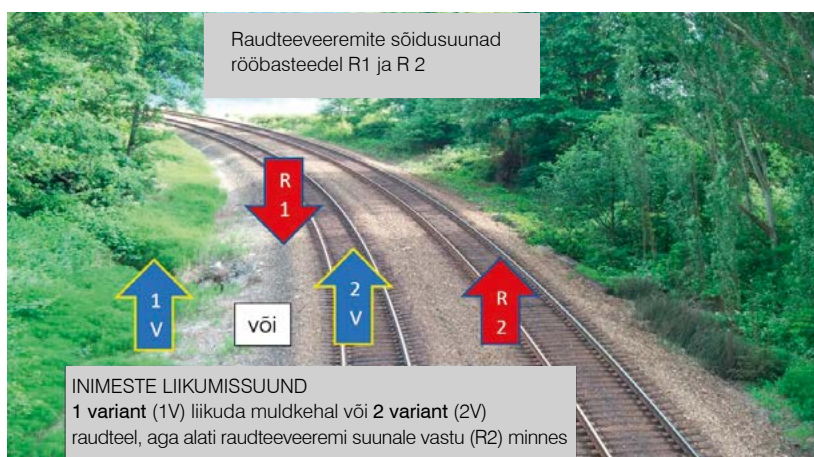 Raudteeveeremite sõidusuunad
rööbasteedel R1 ja R 2
R
1
1
V
või
2
V
R
2
INIMESTE LIIKUMISSUUND
1 variant (1V) liikuda muldkehal või 2 variant (2V)
raudteel, aga alati raudteeveeremi suunale vastu (R2) minnes